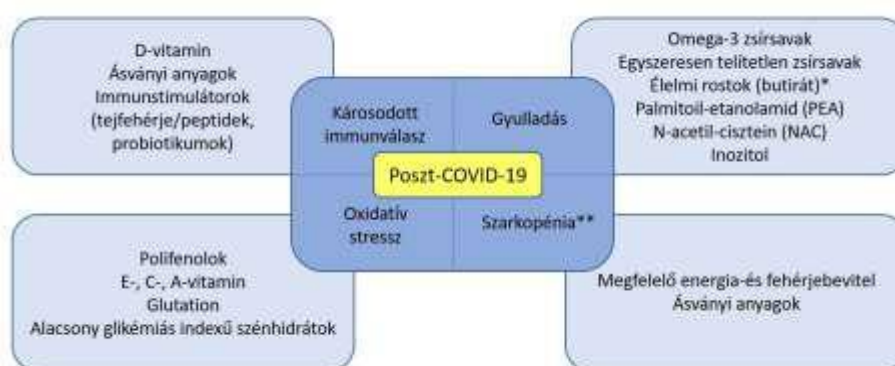 D-vitamin
Ásványi anyagok
Immunstimulátorok
(tejfehérje/peptidek,
probiotikumok)
Omega-3 zsírsavak
Egyszeresen telítetlen zsírsavak
Élelmi rostok (butirát)*
Palmitoil-etanolamid (PEA)
N-acetil-cisztein (NAC)
Inozitol
Károsodott
immunválasz
Gyulladás
Poszt-COVID-19
Oxidatív
stressz
Szarkopénia**
Polifenolok
E-, C-, A-vitamin
Glutation
Alacsony glikémiás indexű szénhidrátok
Megfelelő energia-és fehérjebevitel
Ásványi anyagok